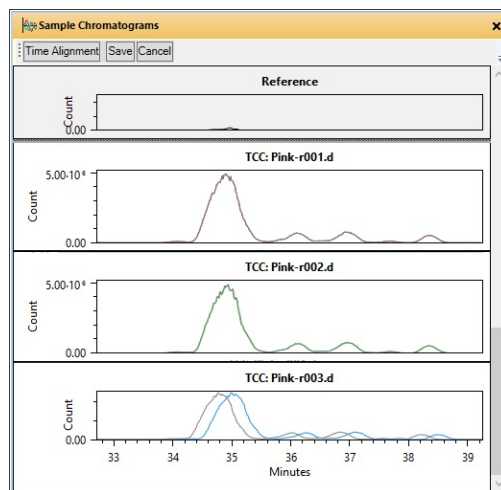 Sample Chromatograms
Time Alignment Save Cancel
Reference
Count
0.00
TCC: Pink-r001.d
5.00·10⁶
Count
0.00
TCC: Pink-r002.d
5.00·10⁶
Count
0.00
TCC: Pink-r003.d
Count
0.00
33 34 35 36 37 38 39
Minutes